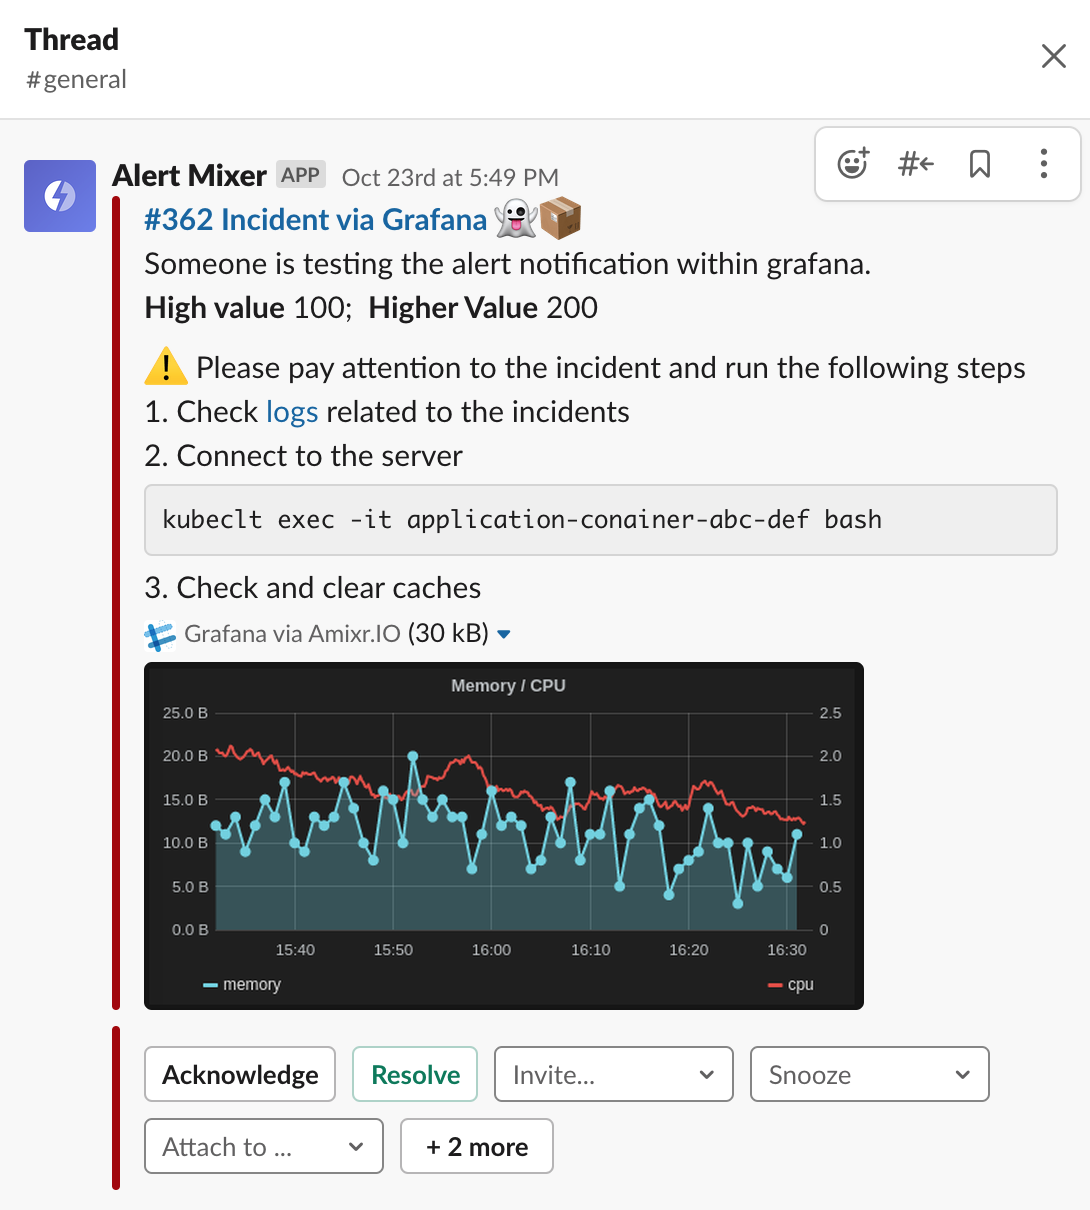 Thread
#general
Alert Mixer APP Oct 23rd at 5:49 PM
#362 Incident via Grafana
Someone is testing the alert notification within grafana.
High value 100; Higher Value 200
Please pay attention to the incident and run the following steps
1. Check logs related to the incidents
2. Connect to the server
kubeclt exec -it application-conainer-abc-def bash
3. Check and clear caches
Grafana via Amixr.IO (30 kB)
Memory / CPU
25.0 B 2.5
20.0 B 2.0
15.0 B 1.5
10.0 B 1.0
5.0 B 0.5
0.0 B 0
15:40 15:50 16:00 16:10 16:20 16:30
memory cpu
Acknowledge Resolve Invite... Snooze
Attach to ... + 2 more